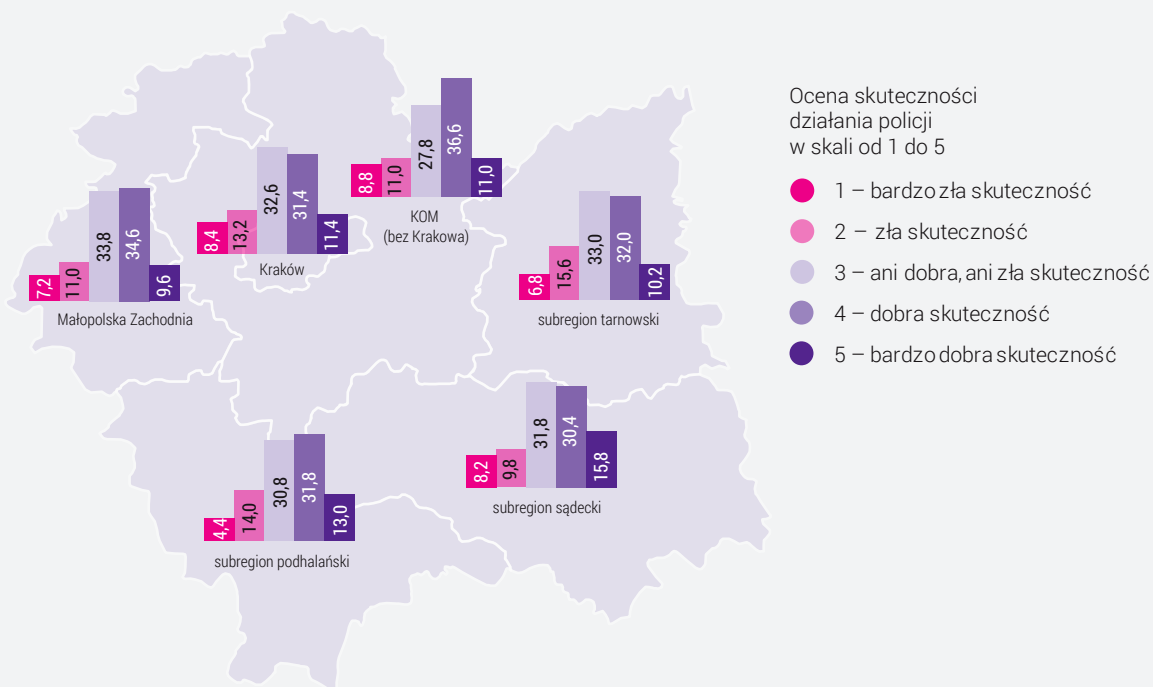 Ocena skuteczności
działania policji
w skali od 1 do 5
1 – bardzo zła skuteczność
2 – zła skuteczność
3 – ani dobra, ani zła skuteczność
4 – dobra skuteczność
5 – bardzo dobra skuteczność
8,8 11,0 27,8 36,6 11,0
KOM
(bez Krakowa)
8,4 13,2 32,6 31,4 11,4
Kraków
7,2 11,0 33,8 34,6 9,6
Małopolska Zachodnia
6,8 15,6 33,0 32,0 10,2
subregion tarnowski
8,2 9,8 31,8 30,4 15,8
subregion sądecki
4,4 14,0 30,8 31,8 13,0
subregion podhalański